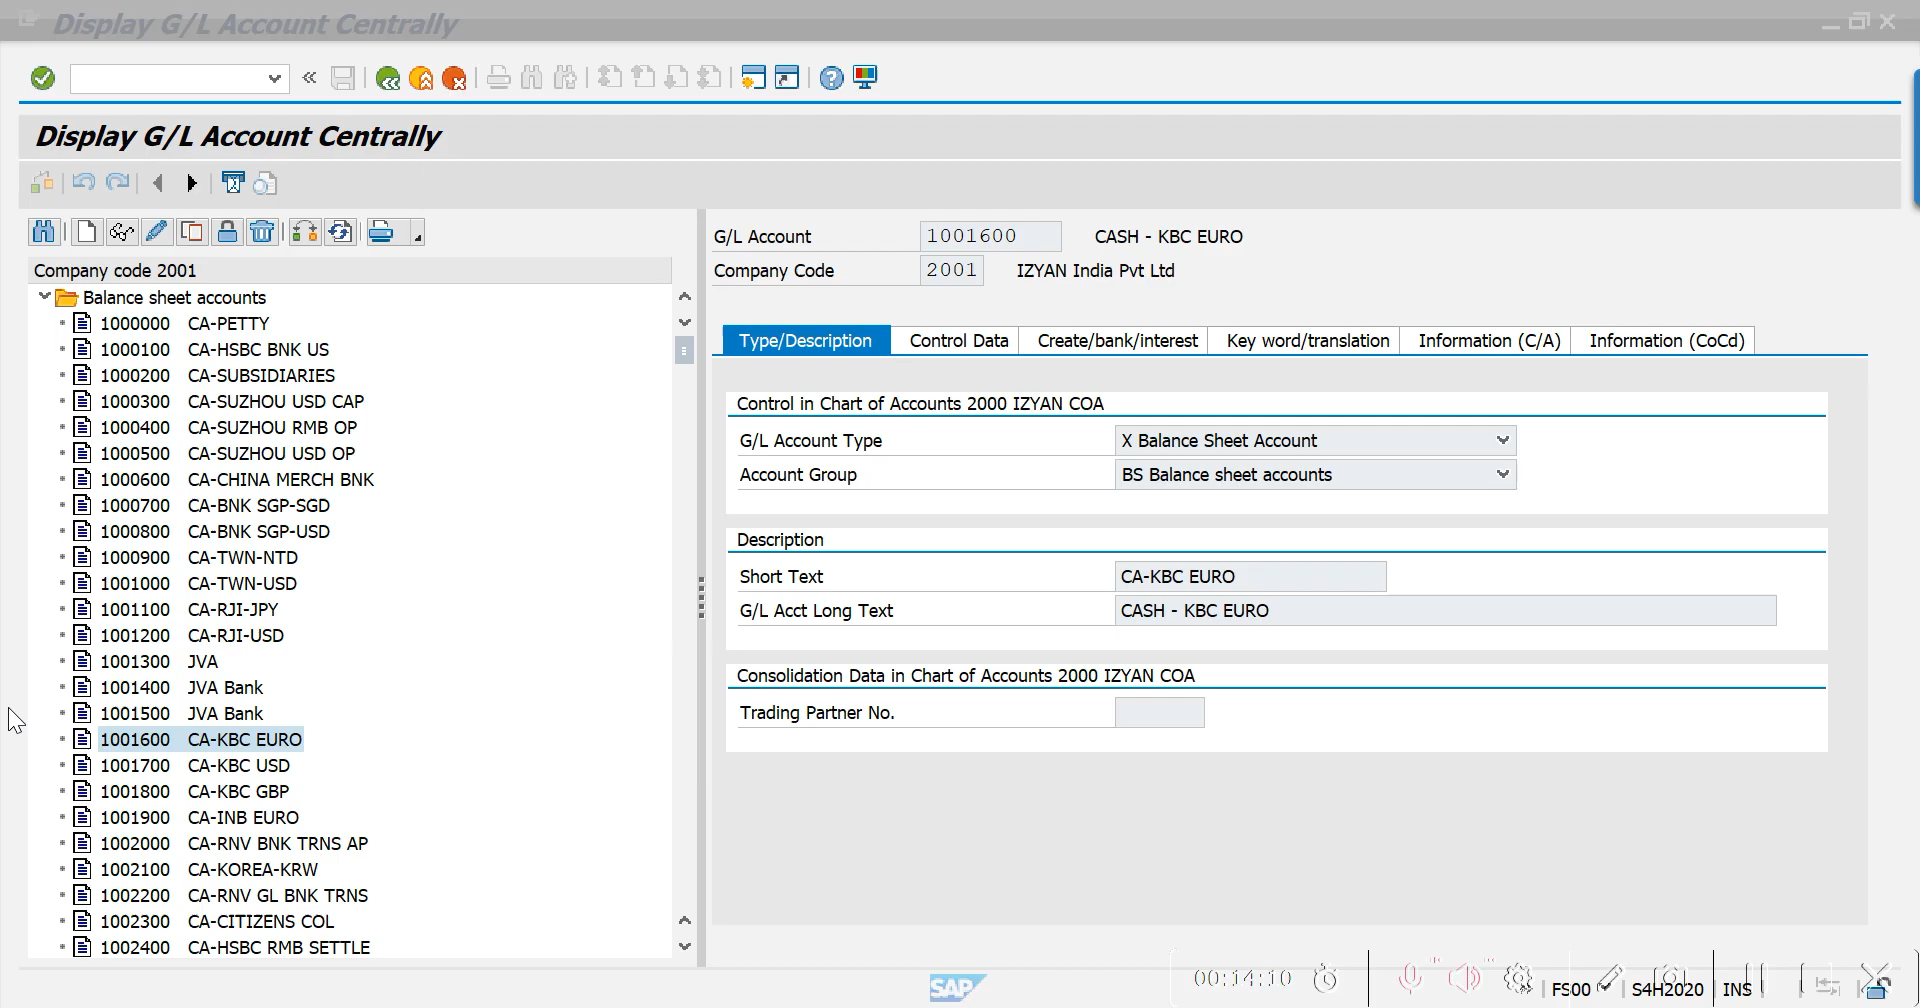 Display G/L Account Centrally
Display G/L Account Centrally
Company code 2001
Balance sheet accounts
1000000 CA-PETTY
1000100 CA-HSBC BNK US
1000200 CA-SUBSIDIARIES
1000300 CA-SUZHOU USD CAP
1000400 CA-SUZHOU RMB OP
1000500 CA-SUZHOU USD OP
1000600 CA-CHINA MERCH BNK
1000700 CA-BNK SGP-SGD
1000800 CA-BNK SGP-USD
1000900 CA-TWN-NTD
1001000 CA-TWN-USD
1001100 CA-RJI-JPY
1001200 CA-RJI-USD
1001300 JVA
1001400 JVA Bank
1001500 JVA Bank
1001600 CA-KBC EURO
1001700 CA-KBC USD
1001800 CA-KBC GBP
1001900 CA-INB EURO
1002000 CA-RNV BNK TRNS AP
1002100 CA-KOREA-KRW
1002200 CA-RNV GL BNK TRNS
1002300 CA-CITIZENS COL
1002400 CA-HSBC RMB SETTLE
G/L Account 1001600 CASH - KBC EURO
Company Code 2001 IZYAN India Pvt Ltd
Type/Description Control Data Create/bank/interest Key word/translation Information (C/A) Information (CoCd)
Control in Chart of Accounts 2000 IZYAN COA
G/L Account Type X Balance Sheet Account
Account Group BS Balance sheet accounts
Description
Short Text CA-KBC EURO
G/L Acct Long Text CASH - KBC EURO
Consolidation Data in Chart of Accounts 2000 IZYAN COA
Trading Partner No.
SAP 00:14:10 FS00 S4H2020 INS